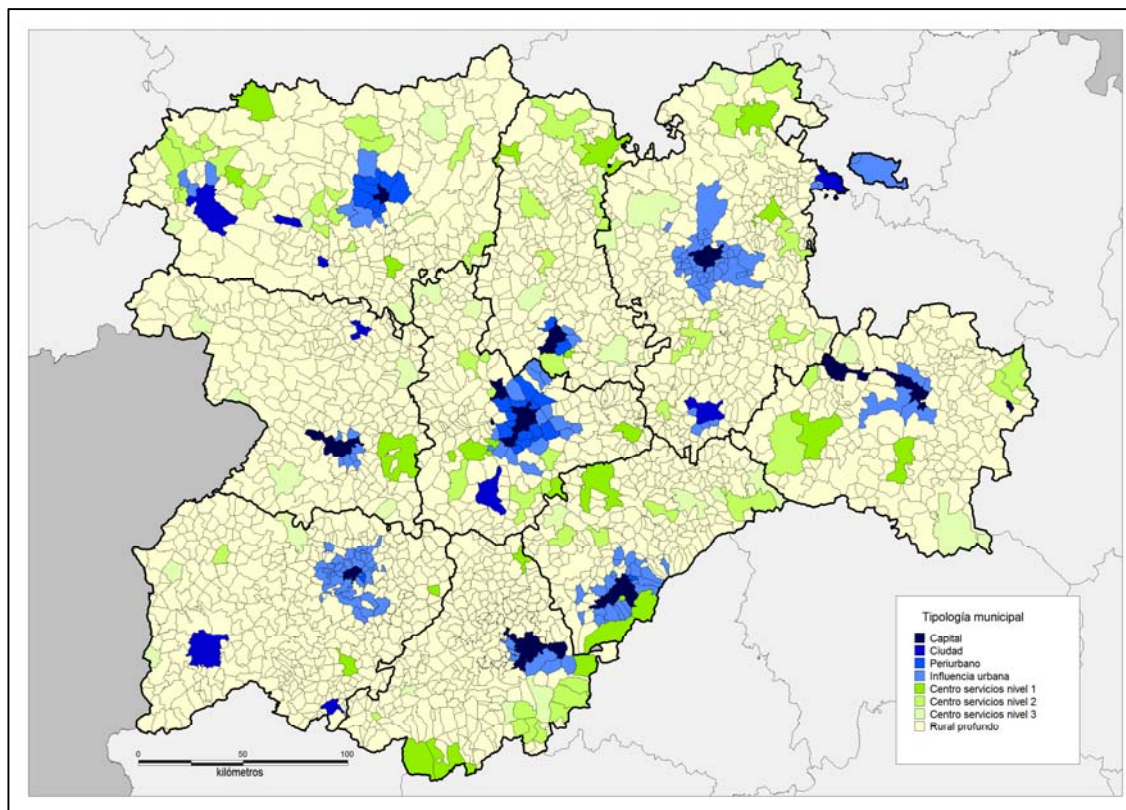 Tipología municipal
Capital
Ciudad
Periurbano
Influencia urbana
Centro servicios nivel 1
Centro servicios nivel 2
Centro servicios nivel 3
Rural profundo
0 50 100
kilómetros